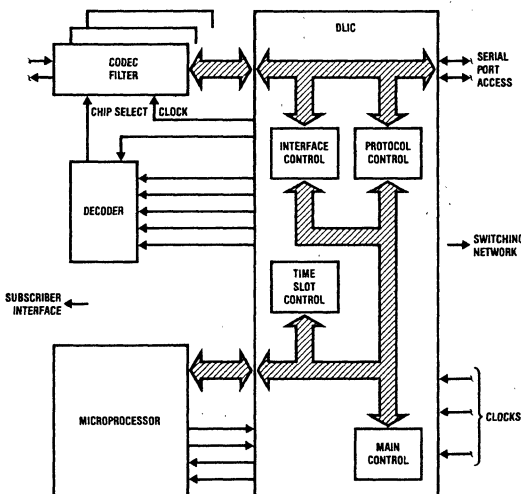 DLIC
CODEC
FILTER
SERIAL
PORT
ACCESS
CHIP SELECT
CLOCK
INTERFACE
CONTROL
PROTOCOL
CONTROL
DECODER
SWITCHING
NETWORK
TIME
SLOT
CONTROL
SUBSCRIBER
INTERFACE
MICROPROCESSOR
CLOCKS
MAIN
CONTROL